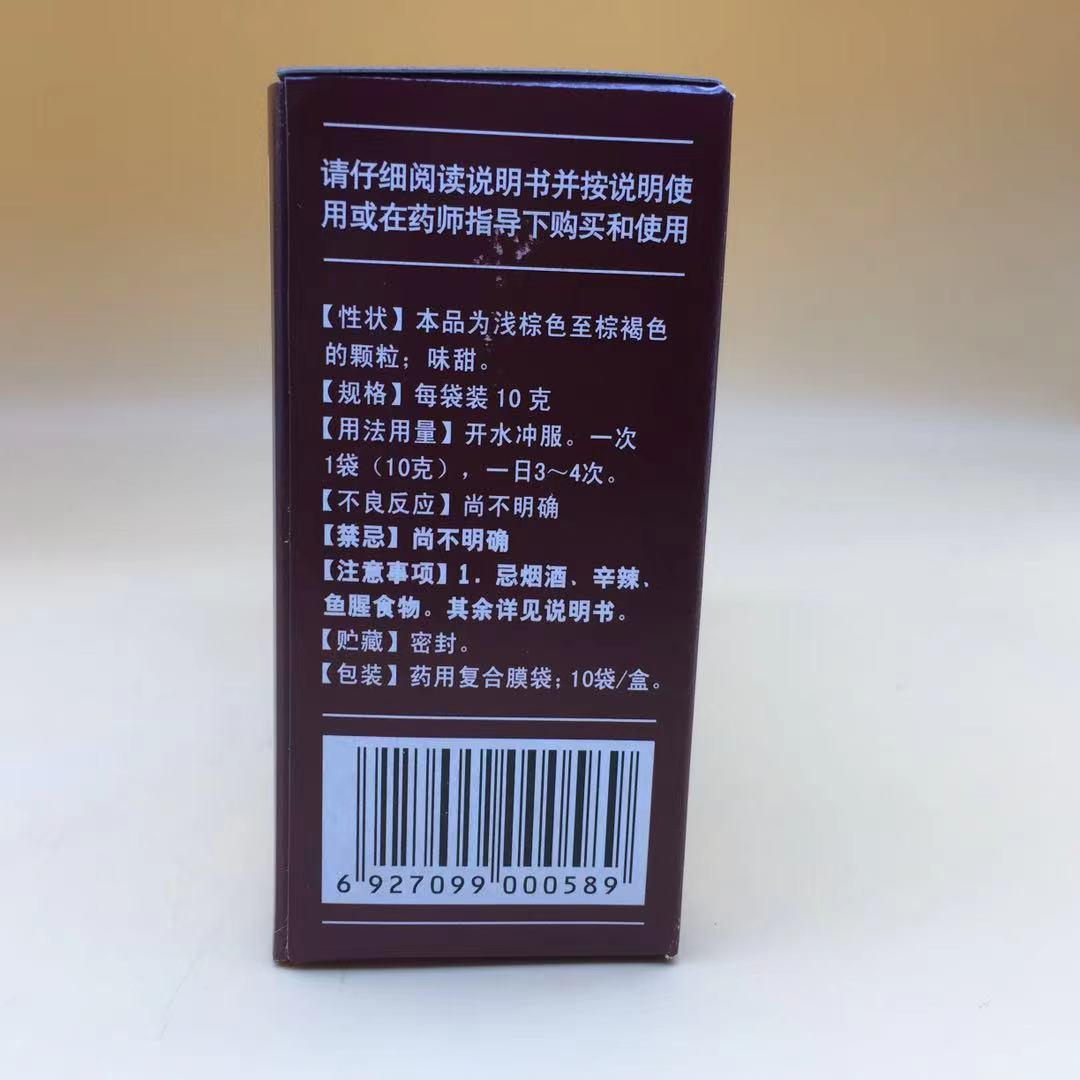 请仔细阅读说明书并按说明使
用或在药师指导下购买和使用
【性状】本品为浅棕色至棕褐色
的颗粒；味甜。
【规格】每袋装10克
【用法用量】开水冲服。一次
1袋（10克），一日3～4次。
【不良反应】尚不明确
【禁忌】尚不明确
【注意事项】1．忌烟酒、辛辣、
鱼腥食物。其余详见说明书。
【贮藏】密封。
【包装】药用复合膜袋；10袋/盒。
6 927099 000589